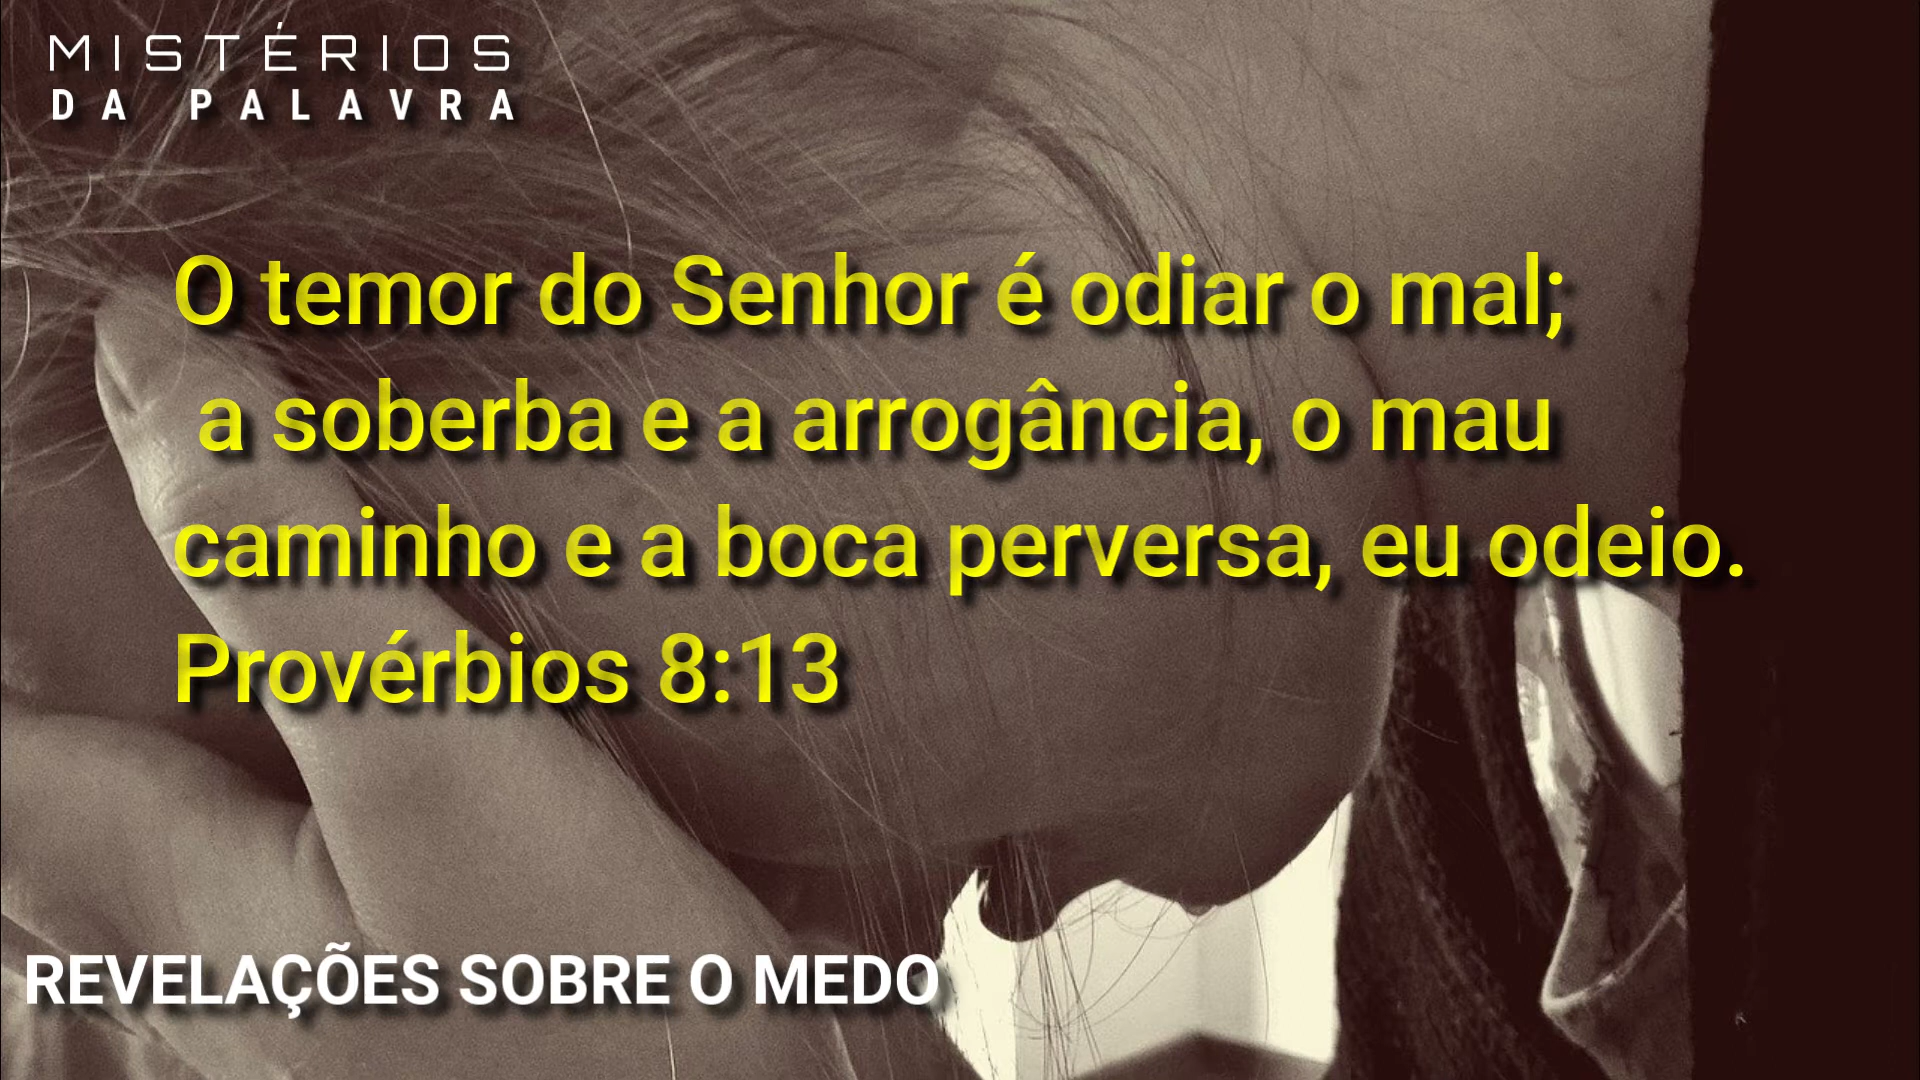 MISTÉRIOS
DA PALAVRA
O temor do Senhor é odiar o mal;
a soberba e a arrogância, o mau
caminho e a boca perversa, eu odeio.
Provérbios 8:13
REVELAÇÕES SOBRE O MEDO